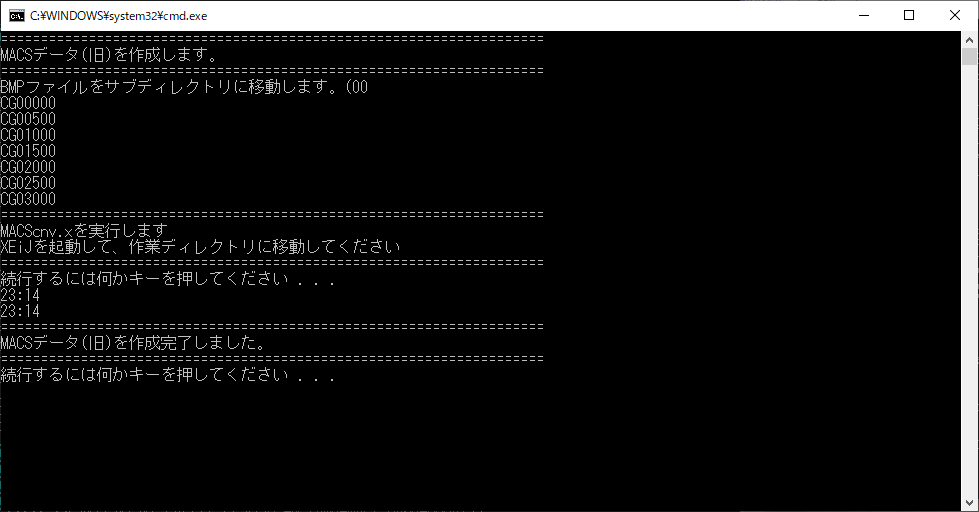 C:¥WINDOWS¥system32¥cmd.exe
====================================================================
MACSデータ(旧)を作成します。
====================================================================
BMPファイルをサブディレクトリに移動します。(00
CG00000
CG00500
CG01000
CG01500
CG02000
CG02500
CG03000
====================================================================
MACScnv.xを実行します
XEiJを起動して、作業ディレクトリに移動してください
====================================================================
続行するには何かキーを押してください . . .
23:14
23:14
====================================================================
MACSデータ(旧)を作成完了しました。
====================================================================
続行するには何かキーを押してください . . .